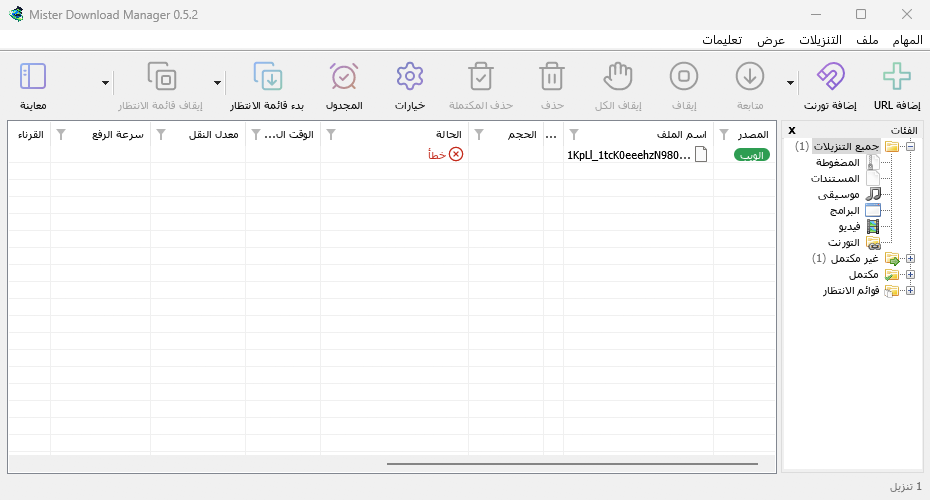 Mister Download Manager 0.5.2
المهام ملف التنزيلات عرض تعليمات
إضافة URL إضافة تورنت متابعة إيقاف إيقاف الكل حذف حذف المكتملة خيارات المجدول بدء قائمة الانتظار إيقاف قائمة الانتظار معاينة
الفئات x
جميع التنزيلات (1)
المضغوطة
المستندات
موسيقى
البرامج
فيديو
التورنت
غير مكتمل (1)
مكتمل
قوائم الانتظار
المصدر اسم الملف ... الحجم الحالة الوقت ال... معدل النقل سرعة الرفع القرناء
الويب 1KpLl_1tcK0eeehzN980... خطأ
1 تنزيل